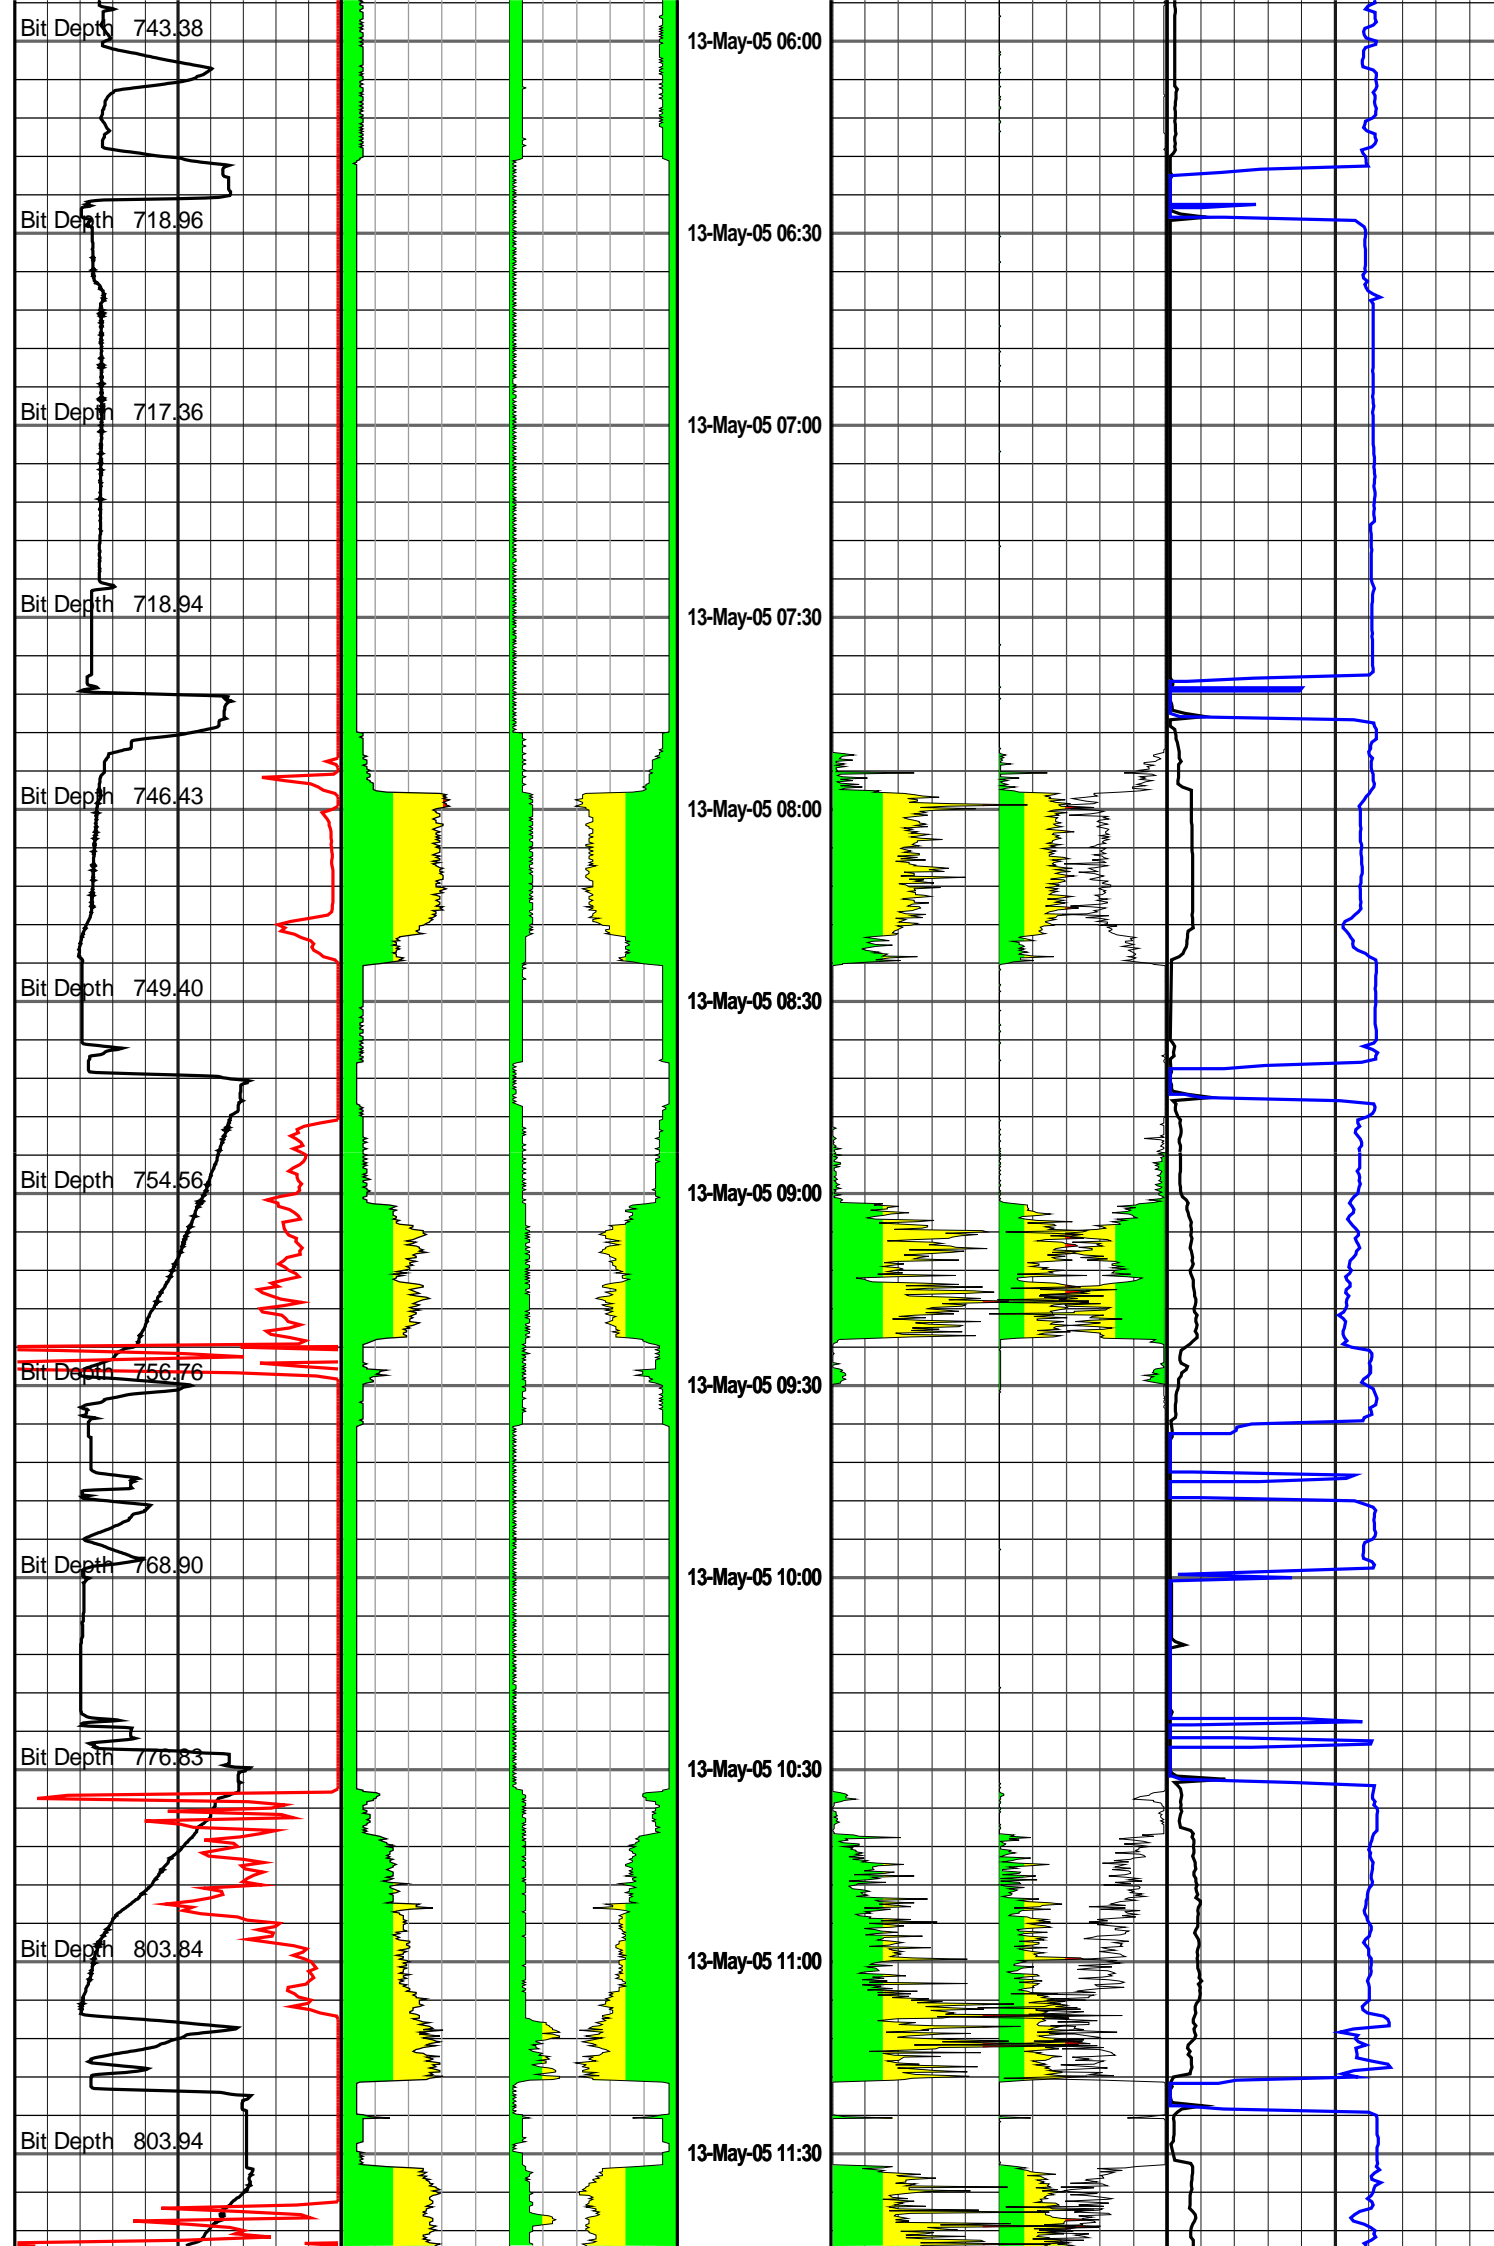 Bit Depth 743.38
13-May-05 06:00
Bit Depth 718.96
13-May-05 06:30
Bit Depth 717.36
13-May-05 07:00
Bit Depth 718.94
13-May-05 07:30
Bit Depth 746.43
13-May-05 08:00
Bit Depth 749.40
13-May-05 08:30
Bit Depth 754.56
13-May-05 09:00
Bit Depth 756.76
13-May-05 09:30
Bit Depth 768.90
13-May-05 10:00
Bit Depth 776.83
13-May-05 10:30
Bit Depth 803.84
13-May-05 11:00
Bit Depth 803.94
13-May-05 11:30